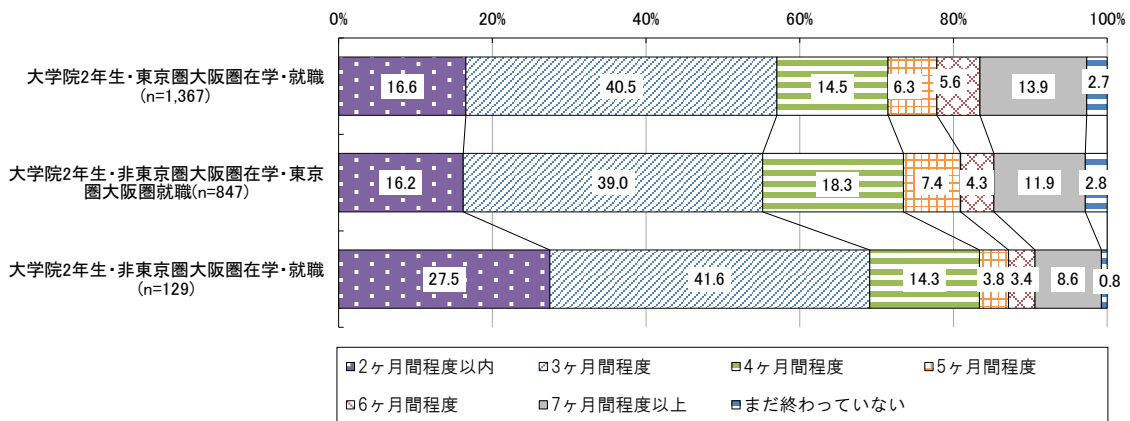 0% 20% 40% 60% 80% 100%
大学院2年生・東京圏大阪圏在学・就職
(n=1,367)
16.6 40.5 14.5 6.3 5.6 13.9 2.7
大学院2年生・非東京圏大阪圏在学・東京
圏大阪圏就職(n=847)
16.2 39.0 18.3 7.4 4.3 11.9 2.8
大学院2年生・非東京圏大阪圏在学・就職
(n=129)
27.5 41.6 14.3 3.8 3.4 8.6 0.8
2ヶ月間程度以内 3ヶ月間程度 4ヶ月間程度 5ヶ月間程度
6ヶ月間程度 7ヶ月間程度以上 まだ終わっていない